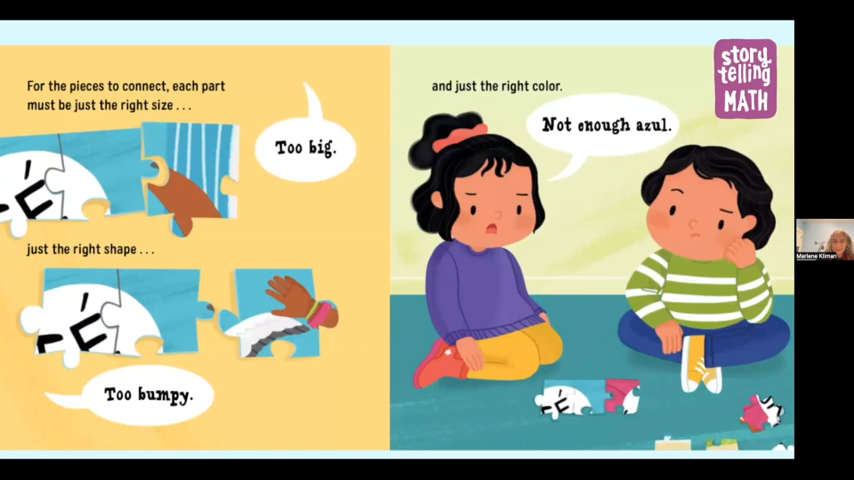 For the pieces to connect, each part
must be just the right size . . .
Too big.
just the right shape . . .
Too bumpy.
and just the right color.
Not enough azul.
story
telling
MATH
Marlene Kliman